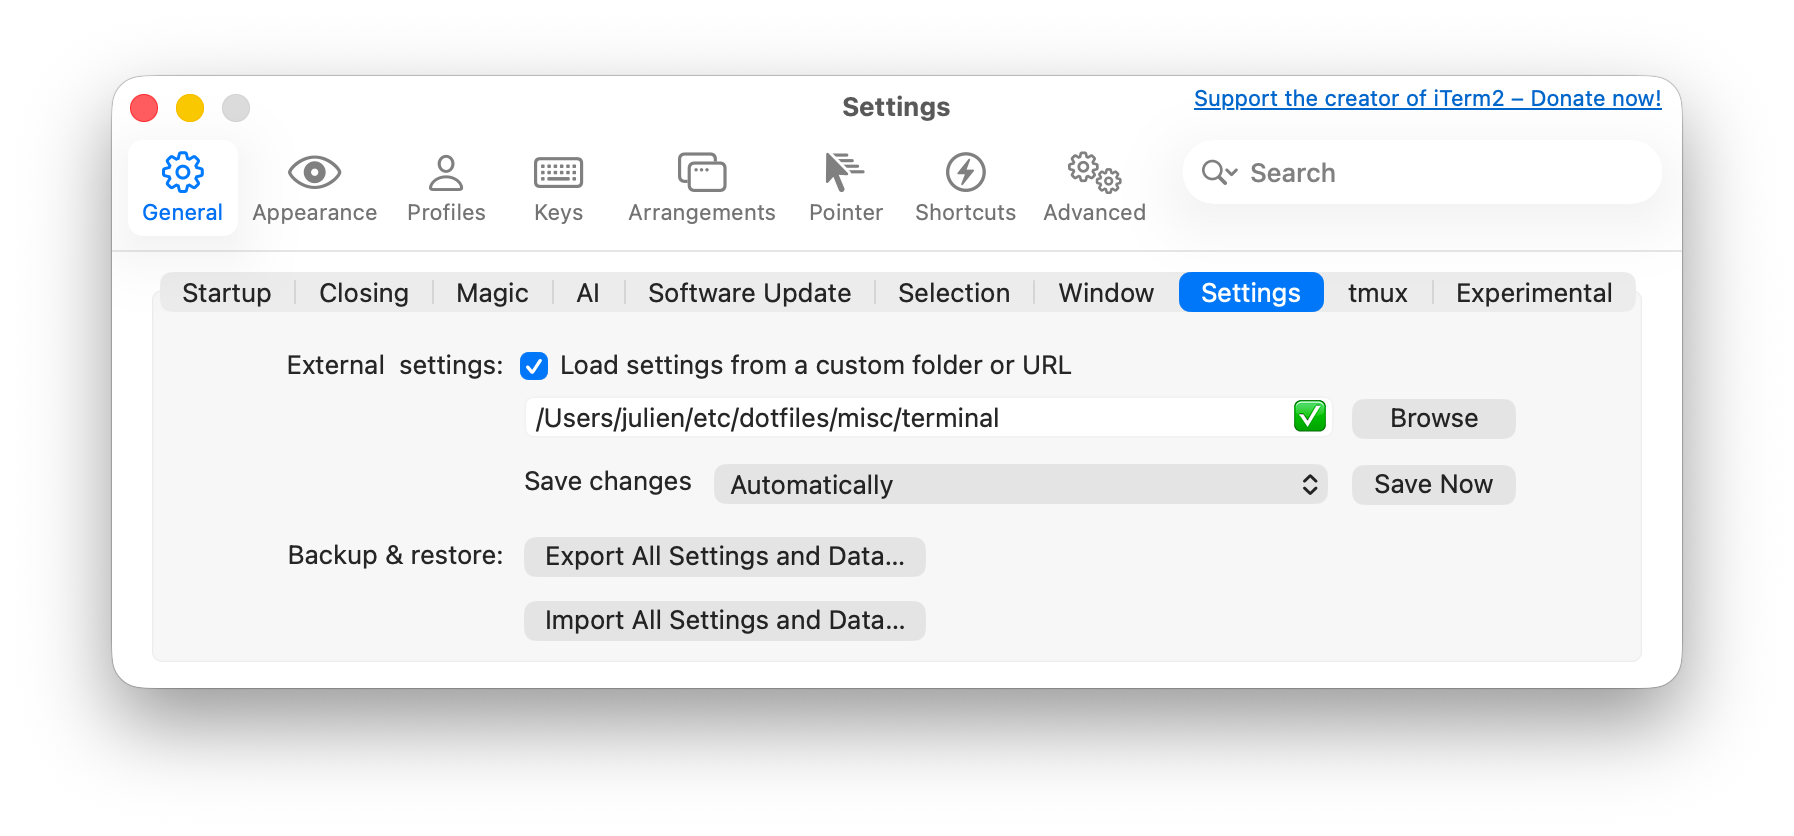 Settings
Support the creator of iTerm2 – Donate now!
General Appearance Profiles Keys Arrangements Pointer Shortcuts Advanced
Search
Startup Closing Magic AI Software Update Selection Window Settings tmux Experimental
External settings: Load settings from a custom folder or URL
/Users/julien/etc/dotfiles/misc/terminal Browse
Save changes Automatically Save Now
Backup & restore: Export All Settings and Data...
Import All Settings and Data...